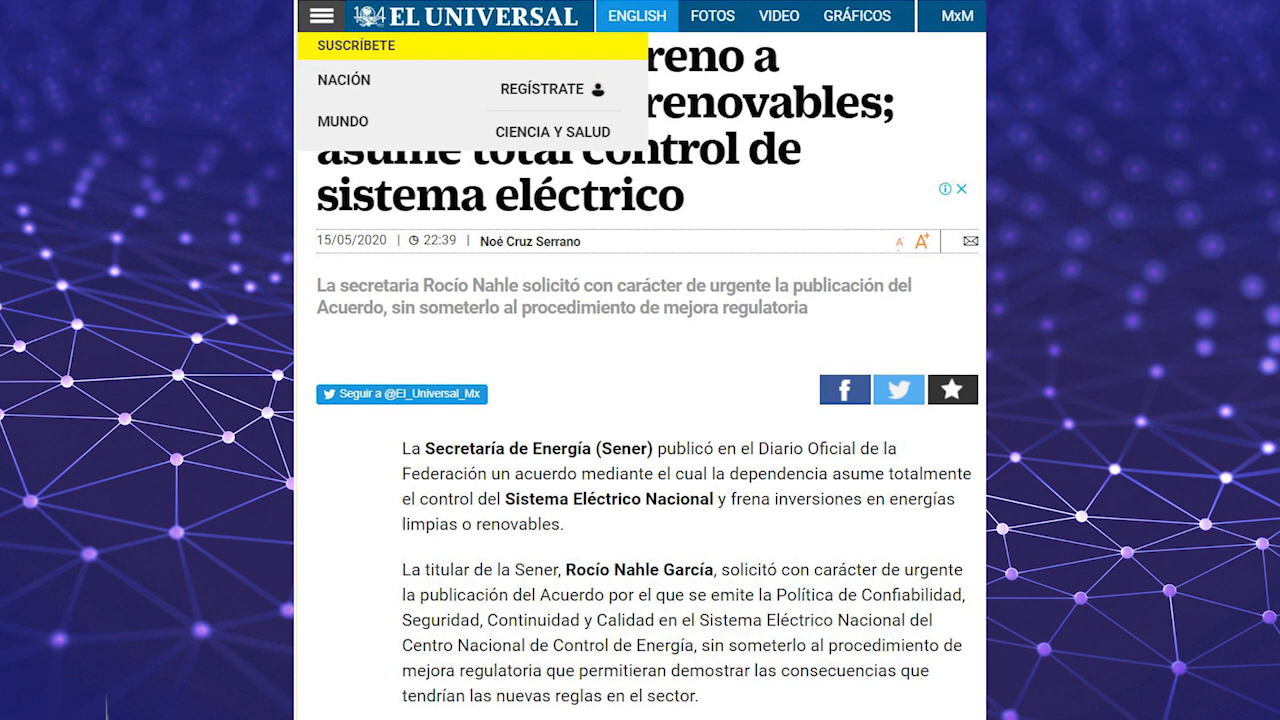 EL UNIVERSAL
ENGLISH FOTOS VIDEO GRÁFICOS MxM
SUSCRÍBETE
NACIÓN
REGÍSTRATE
MUNDO
CIENCIA Y SALUD
reno a
renovables;
asume total control de
sistema eléctrico
15/05/2020 | 22:39 | Noé Cruz Serrano
A- A+
La secretaria Rocío Nahle solicitó con carácter de urgente la publicación del
Acuerdo, sin someterlo al procedimiento de mejora regulatoria
Seguir a @El_Universal_Mx
La Secretaría de Energía (Sener) publicó en el Diario Oficial de la
Federación un acuerdo mediante el cual la dependencia asume totalmente
el control del Sistema Eléctrico Nacional y frena inversiones en energías
limpias o renovables.
La titular de la Sener, Rocío Nahle García, solicitó con carácter de urgente
la publicación del Acuerdo por el que se emite la Política de Confiabilidad,
Seguridad, Continuidad y Calidad en el Sistema Eléctrico Nacional del
Centro Nacional de Control de Energía, sin someterlo al procedimiento de
mejora regulatoria que permitieran demostrar las consecuencias que
tendrían las nuevas reglas en el sector.